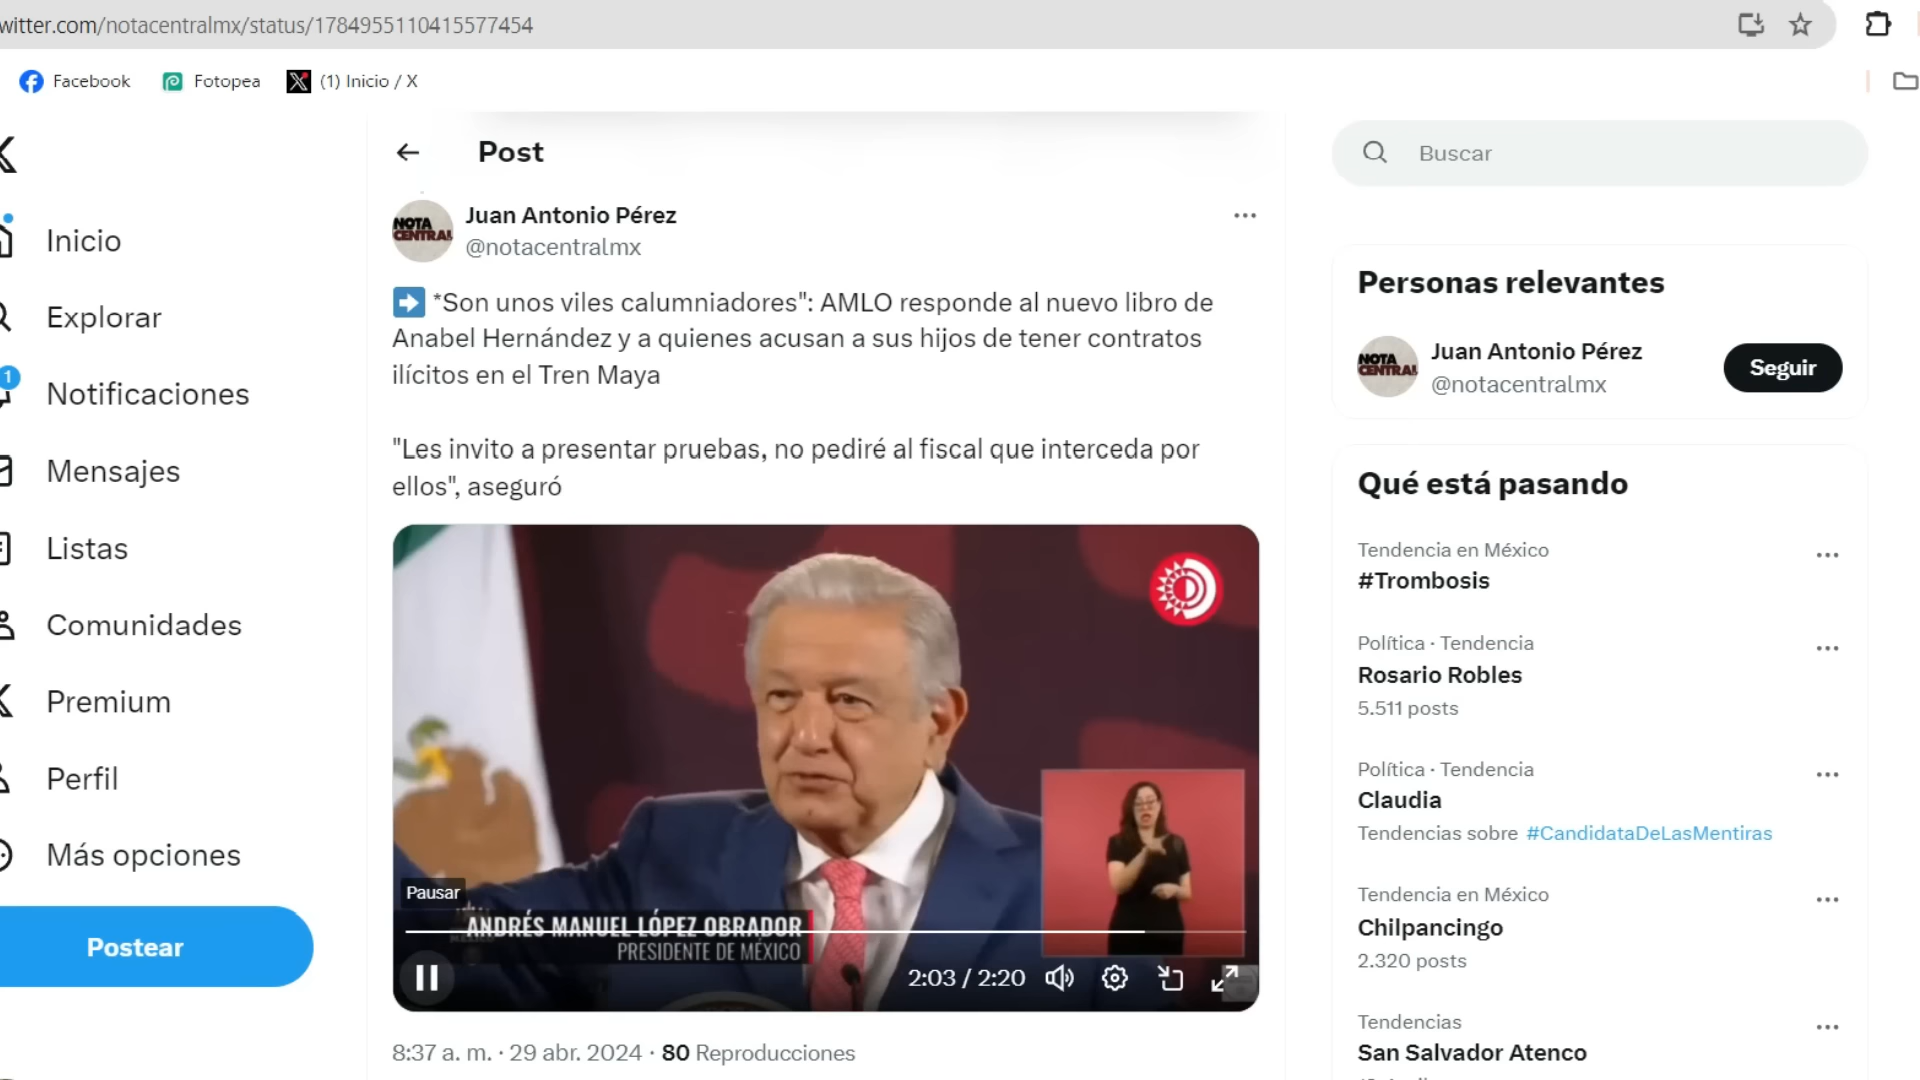 witter.com/notacentralmx/status/1784955110415577454
Facebook
Fotopea
(1) Inicio / X
Post
Buscar
NOTA CENTRAL
Juan Antonio Pérez
@notacentralmx
Inicio
Explorar
1
Notificaciones
Mensajes
Listas
Comunidades
Premium
Perfil
Más opciones
Postear
*Son unos viles calumniadores": AMLO responde al nuevo libro de
Anabel Hernández y a quienes acusan a sus hijos de tener contratos
ilícitos en el Tren Maya
"Les invito a presentar pruebas, no pediré al fiscal que interceda por
ellos", aseguró
Pausar
ANDRÉS MANUEL LÓPEZ OBRADOR
PRESIDENTE DE MÉXICO
2:03 / 2:20
8:37 a. m. · 29 abr. 2024 · 80 Reproducciones
Personas relevantes
NOTA CENTRAL
Juan Antonio Pérez
@notacentralmx
Seguir
Qué está pasando
Tendencia en México
#Trombosis
Política · Tendencia
Rosario Robles
5.511 posts
Política · Tendencia
Claudia
Tendencias sobre #CandidataDeLasMentiras
Tendencia en México
Chilpancingo
2.320 posts
Tendencias
San Salvador Atenco